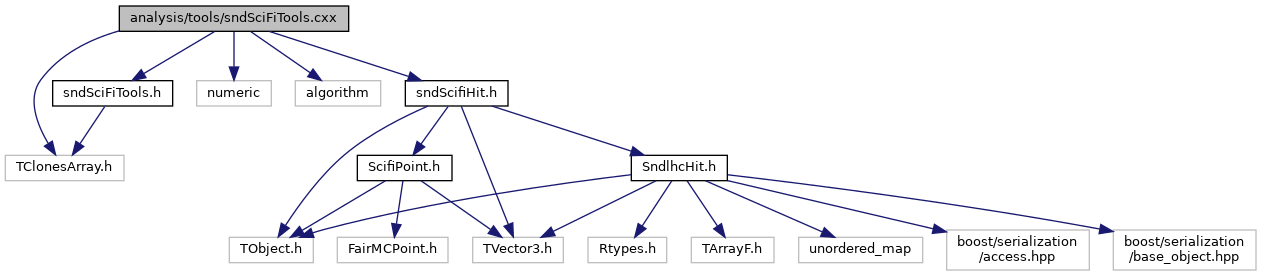 analysis/tools/sndSciFiTools.cxx
sndSciFiTools.h
numeric
algorithm
sndScifiHit.h
TClonesArray.h
ScifiPoint.h
SndlhcHit.h
TObject.h
FairMCPoint.h
TVector3.h
Rtypes.h
TArrayF.h
unordered_map
boost/serialization
/access.hpp
boost/serialization
/base_object.hpp